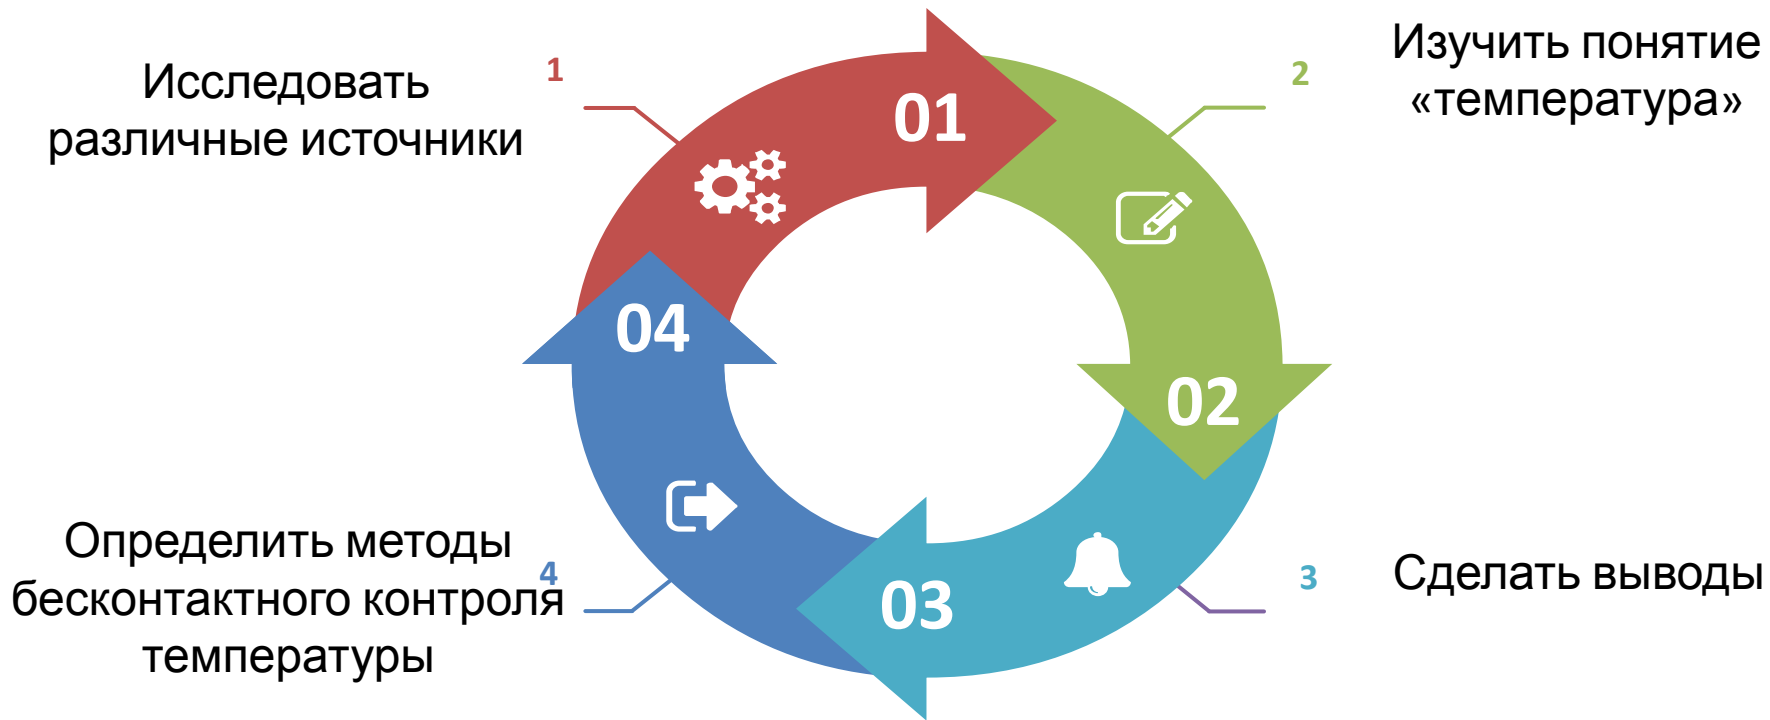 1
Исследовать
различные источники
01
2
Изучить понятие
«температура»
02
3
Сделать выводы
03
4
Определить методы
бесконтактного контроля
температуры
04